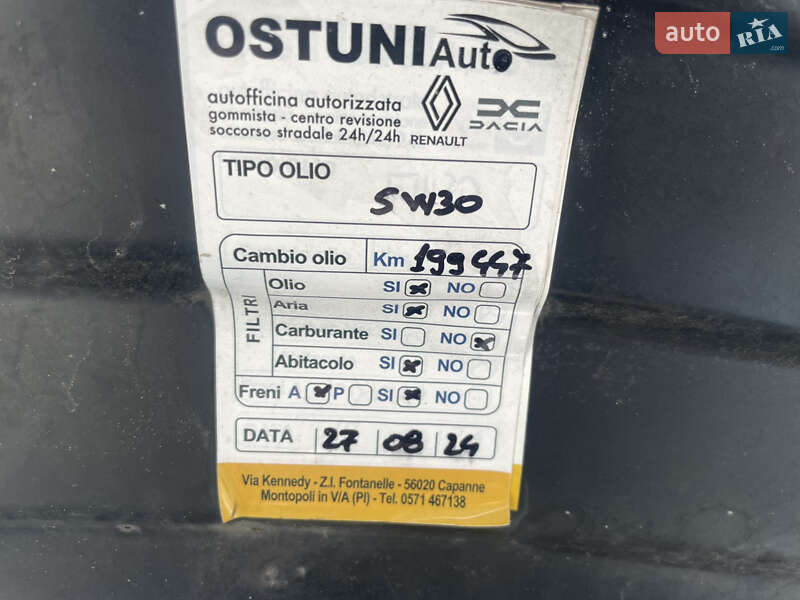 OSTUNI Auto
auto RIA.com
autofficina autorizzata
gommista - centro revisione
soccorso stradale 24h/24h
RENAULT
DACIA
TIPO OLIO
5W30
Cambio olio Km 199447
FILTRI
Olio SI x NO
Aria SI x NO
Carburante SI NO x
Abitacolo SI x NO
Freni A x P SI x NO
DATA 27 08 24
Via Kennedy - Z.I. Fontanelle - 56020 Capanne
Montopoli in V/A (PI) - Tel. 0571 467138